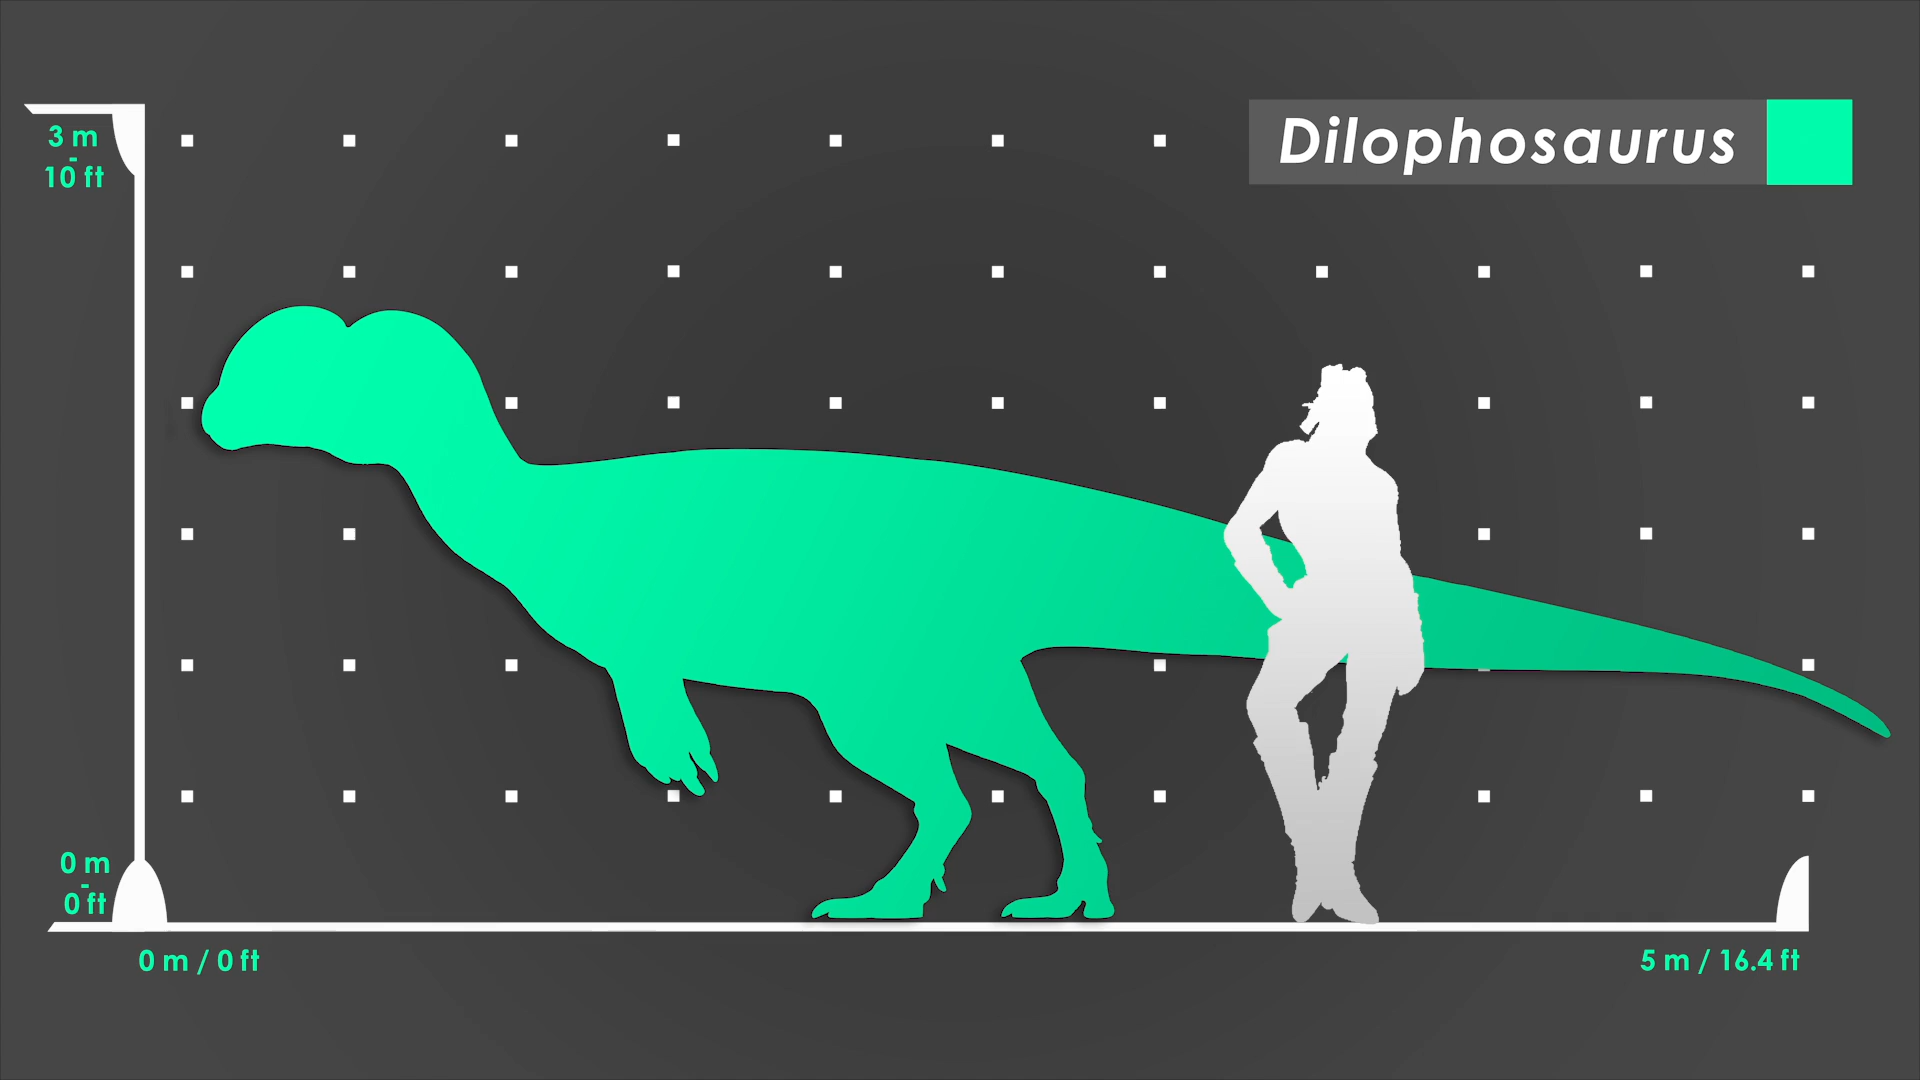 Dilophosaurus
3 m
-
10 ft
0 m
-
0 ft
0 m / 0 ft
5 m / 16.4 ft